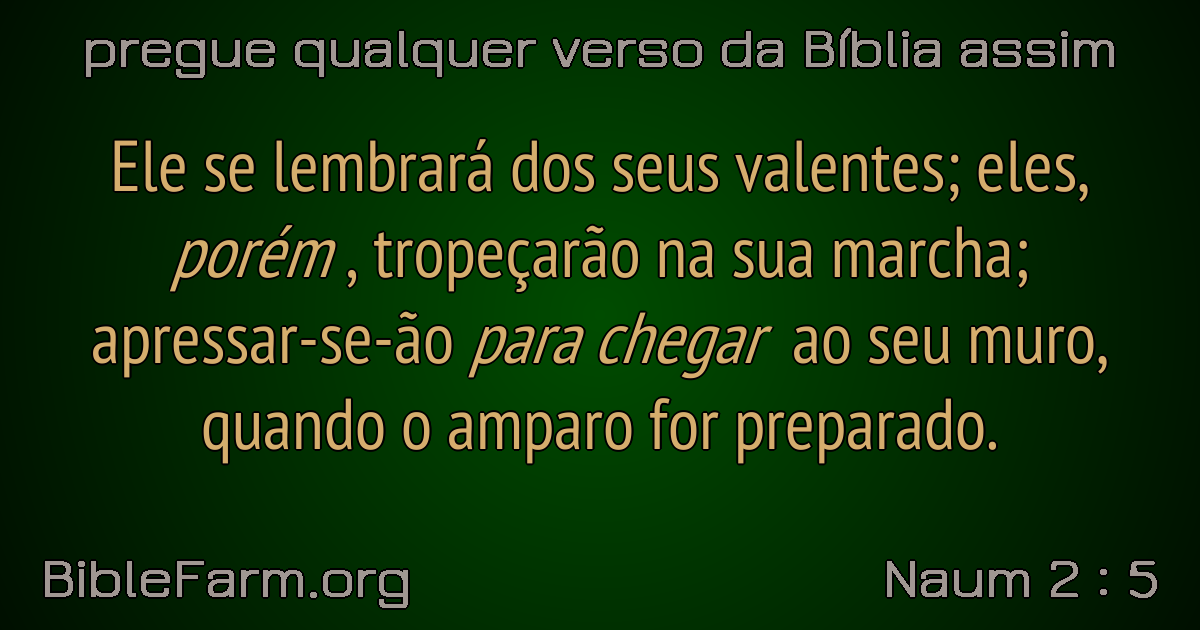 pregue qualquer verso da Bíblia assim
Ele se lembrará dos seus valentes; eles,
porém , tropeçarão na sua marcha;
apressar-se-ão para chegar ao seu muro,
quando o amparo for preparado.
BibleFarm.org
Naum 2 : 5